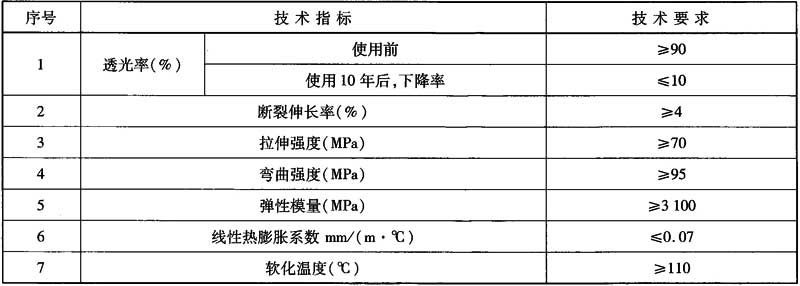 序号 技术指标 技术要求
1 透光率(%) 使用前 ≥90
使用10年后,下降率 ≤10
2 断裂伸长率(%) ≥4
3 拉伸强度(MPa) ≥70
4 弯曲强度(MPa) ≥95
5 弹性模量(MPa) ≥3 100
6 线性热膨胀系数 mm/(m·℃) ≤0.07
7 软化温度(℃) ≥110